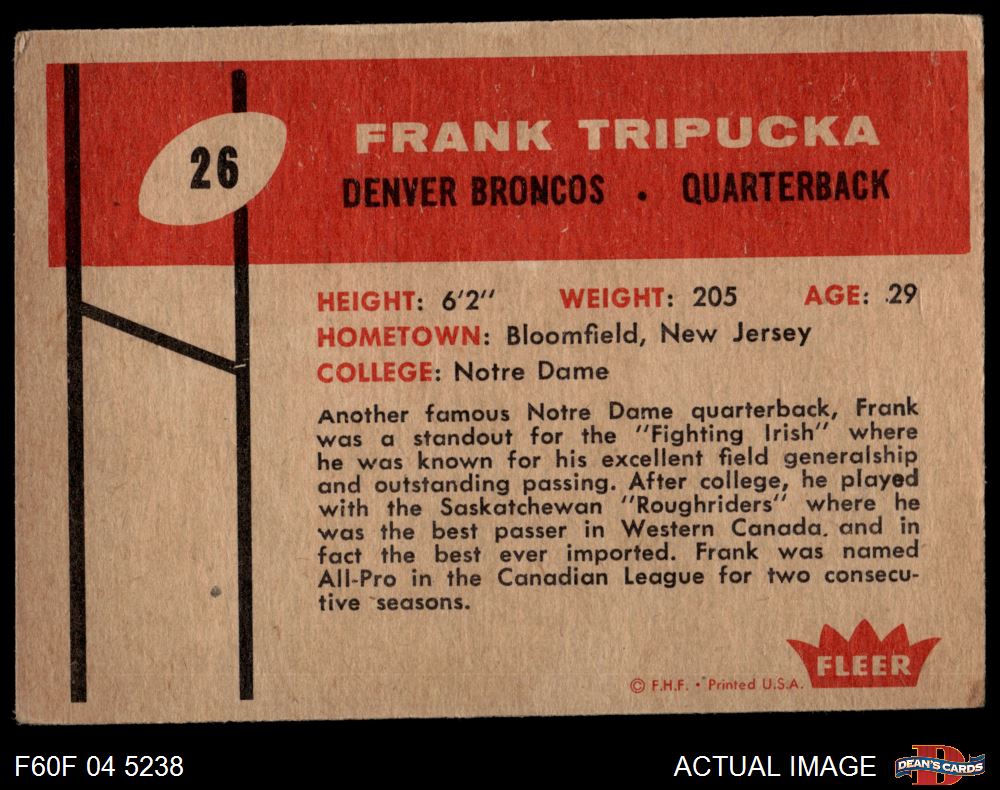 26
FRANK TRIPUCKA
DENVER BRONCOS • QUARTERBACK
HEIGHT: 6'2" WEIGHT: 205 AGE: 29
HOMETOWN: Bloomfield, New Jersey
COLLEGE: Notre Dame
Another famous Notre Dame quarterback, Frank
was a standout for the "Fighting Irish" where
he was known for his excellent field generalship
and outstanding passing. After college, he played
with the Saskatchewan "Roughriders" where he
was the best passer in Western Canada, and in
fact the best ever imported. Frank was named
All-Pro in the Canadian League for two consecu-
tive seasons.
FLEER
© F.H.F. • Printed U.S.A.
F60F 04 5238
ACTUAL IMAGE
D
DEAN'S CARDS